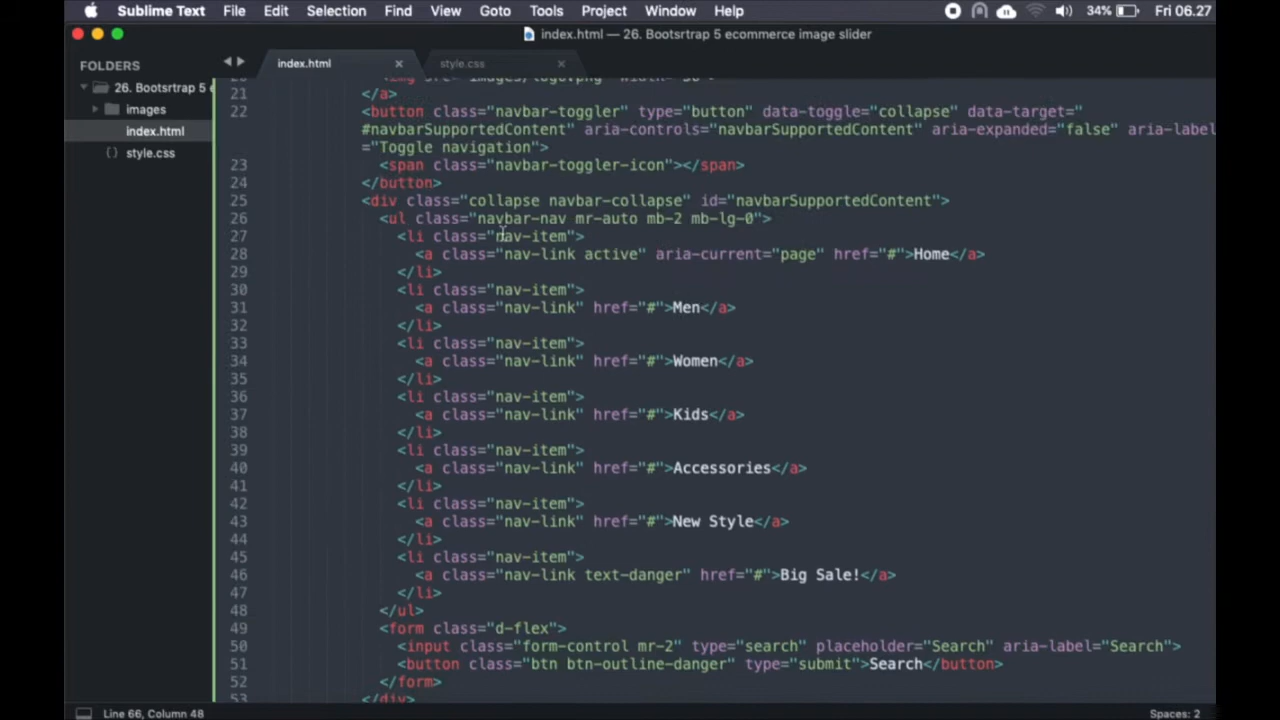 Sublime Text File Edit Selection Find View Goto Tools Project Window Help 34% Fri 06.27
index.html — 26. Bootsrtrap 5 ecommerce image slider
FOLDERS
26. Bootsrtrap 5 e
images
index.html
style.css
index.html
style.css
21 </a>
22 <button class="navbar-toggler" type="button" data-toggle="collapse" data-target="
#navbarSupportedContent" aria-controls="navbarSupportedContent" aria-expanded="false" aria-label
="Toggle navigation">
23 <span class="navbar-toggler-icon"></span>
24 </button>
25 <div class="collapse navbar-collapse" id="navbarSupportedContent">
26 <ul class="navbar-nav mr-auto mb-2 mb-lg-0">
27 <li class="nav-item">
28 <a class="nav-link active" aria-current="page" href="#">Home</a>
29 </li>
30 <li class="nav-item">
31 <a class="nav-link" href="#">Men</a>
32 </li>
33 <li class="nav-item">
34 <a class="nav-link" href="#">Women</a>
35 </li>
36 <li class="nav-item">
37 <a class="nav-link" href="#">Kids</a>
38 </li>
39 <li class="nav-item">
40 <a class="nav-link" href="#">Accessories</a>
41 </li>
42 <li class="nav-item">
43 <a class="nav-link" href="#">New Style</a>
44 </li>
45 <li class="nav-item">
46 <a class="nav-link text-danger" href="#">Big Sale!</a>
47 </li>
48 </ul>
49 <form class="d-flex">
50 <input class="form-control mr-2" type="search" placeholder="Search" aria-label="Search">
51 <button class="btn btn-outline-danger" type="submit">Search</button>
52 </form>
53 </div>
Line 66, Column 48
Spaces: 2